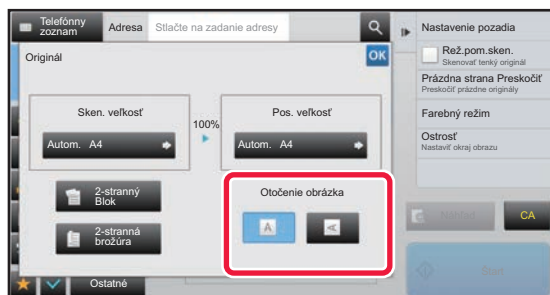 Telefónny
zoznam
Adresa
Stlačte na zadanie adresy
Originál
OK
Sken. veľkosť
100%
Pos. veľkosť
Autom. A4
Autom. A4
2-stranný
Blok
2-stranná
brožúra
Otočenie obrázka
A
A
Ostatné
Nastavenie pozadia
Rež.pom.sken.
Skenovať tenký originál
Prázdna strana Preskočiť
Preskočiť prázdne originály
Farebný režim
Ostrosť
Nastaviť okraj obrazu
CA
Štart